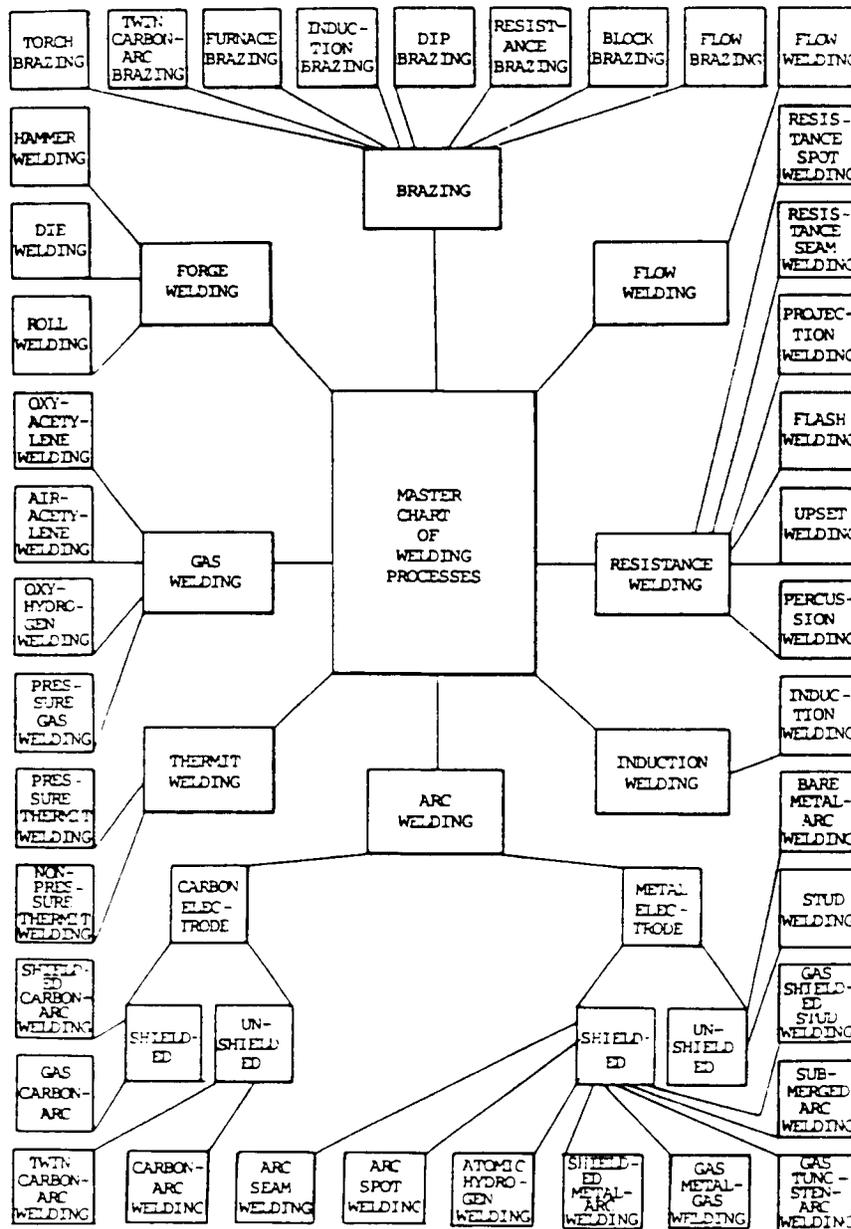 TORCH
BRAZING
TWIN
CARBON-
ARC
BRAZING
FURNACE
BRAZING
INDUC-
TION
BRAZING
DIP
BRAZING
RESIST-
ANCE
BRAZING
BLOCK
BRAZING
FLOW
BRAZING
FLOW
WELDING
HAMMER
WELDING
BRAZING
RESIS-
TANCE
SPOT
WELDING
DIE
WELDING
FORGE
WELDING
FLOW
WELDING
RESIS-
TANCE
SEAM
WELDING
ROLL
WELDING
PROJEC-
TION
WELDING
OXY-
ACETY-
LENE
WELDING
FLASH
WELDING
AIR-
ACETY-
LENE
WELDING
GAS
WELDING
MASTER
CHART
OF
WELDING
PROCESSES
RESISTANCE
WELDING
UPSET
WELDING
OXY-
HYDRO-
GEN
WELDING
PERCUS-
SION
WELDING
PRES-
SURE
GAS
WELDING
INDUC-
TION
WELDING
THERMIT
WELDING
ARC
WELDING
INDUCTION
WELDING
PRES-
SURE
THERMIT
WELDING
BARE
METAL-
ARC
WELDING
NON-
PRES-
SURE
THERMIT
WELDING
CARBON
ELEC-
TRODE
METAL
ELEC-
TRODE
STUD
WELDING
SHIELD-
ED
CARBON-
ARC
WELDING
SHIELD-
ED
UN-
SHIELD
ED
SHIELD-
ED
UN-
SHIELD
ED
GAS
SHIELD-
ED
STUD
WELDING
GAS
CARBON-
ARC
SUB-
MERGED
ARC
WELDING
TWIN
CARBON-
ARC
WELDING
CARBON-
ARC
WELDING
ARC
SEAM
WELDING
ARC
SPOT
WELDING
ATOMIC
HYDRO-
GEN
WELDING
SHIELD-
ED
METAL-
ARC
WELDING
GAS
METAL-
GAS
WELDING
GAS
TUNG-
STEN-
ARC
WELDING